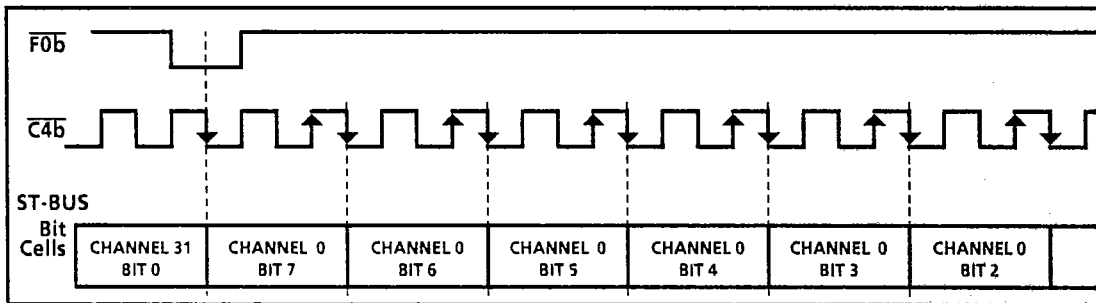 F0b
C4b
ST-BUS
Bit
Cells
CHANNEL 31
BIT 0
CHANNEL 0
BIT 7
CHANNEL 0
BIT 6
CHANNEL 0
BIT 5
CHANNEL 0
BIT 4
CHANNEL 0
BIT 3
CHANNEL 0
BIT 2